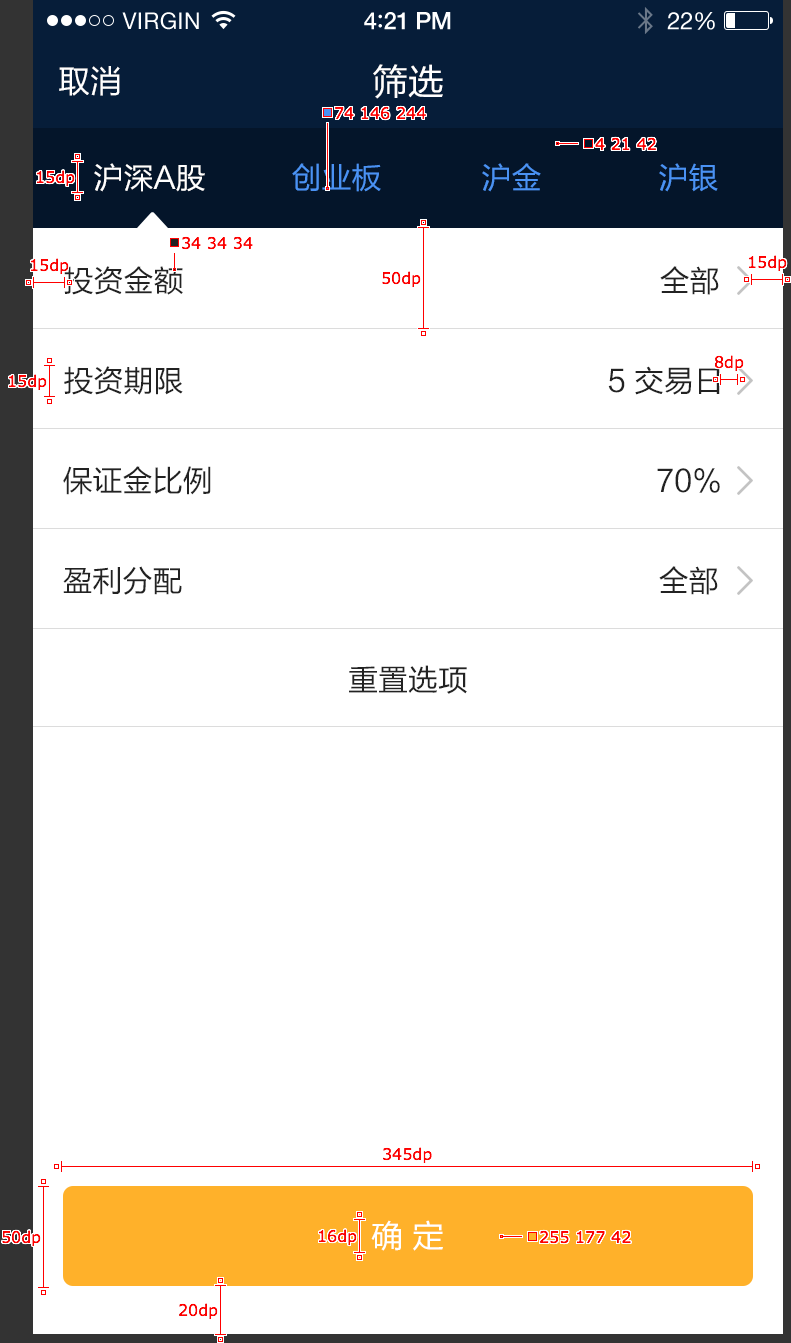 VIRGIN 4:21 PM 22%
取消 筛选
74 146 244
4 21 42
15dp 沪深A股 创业板 沪金 沪银
34 34 34
15dp 15dp
投资金额 50dp 全部
8dp
15dp 投资期限 5 交易日
保证金比例 70%
盈利分配 全部
重置选项
345dp
50dp 16dp 确 定 255 177 42
20dp